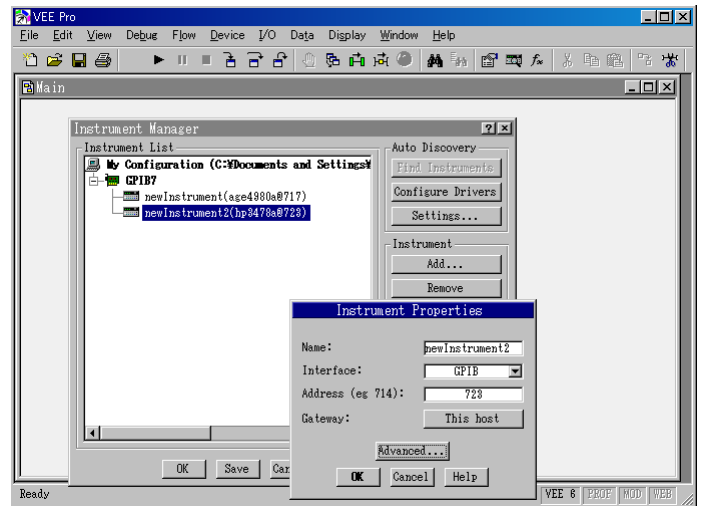 VEE Pro
File Edit View Debug Flow Device I/O Data Display Window Help
Main
Instrument Manager
Instrument List
My Configuration (C:¥Documents and Settings¥
GPIB7
newInstrument(age4980a@717)
newInstrument2(hp3478a@723)
Auto Discovery
Find Instruments
Configure Drivers
Settings...
Instrument
Add...
Remove
Instrument Properties
Name: newInstrument2
Interface: GPIB
Address (eg 714): 723
Gateway: This host
Advanced...
OK Cancel Help
OK Save Can
Ready
VEE 6 PROF MOD WEB